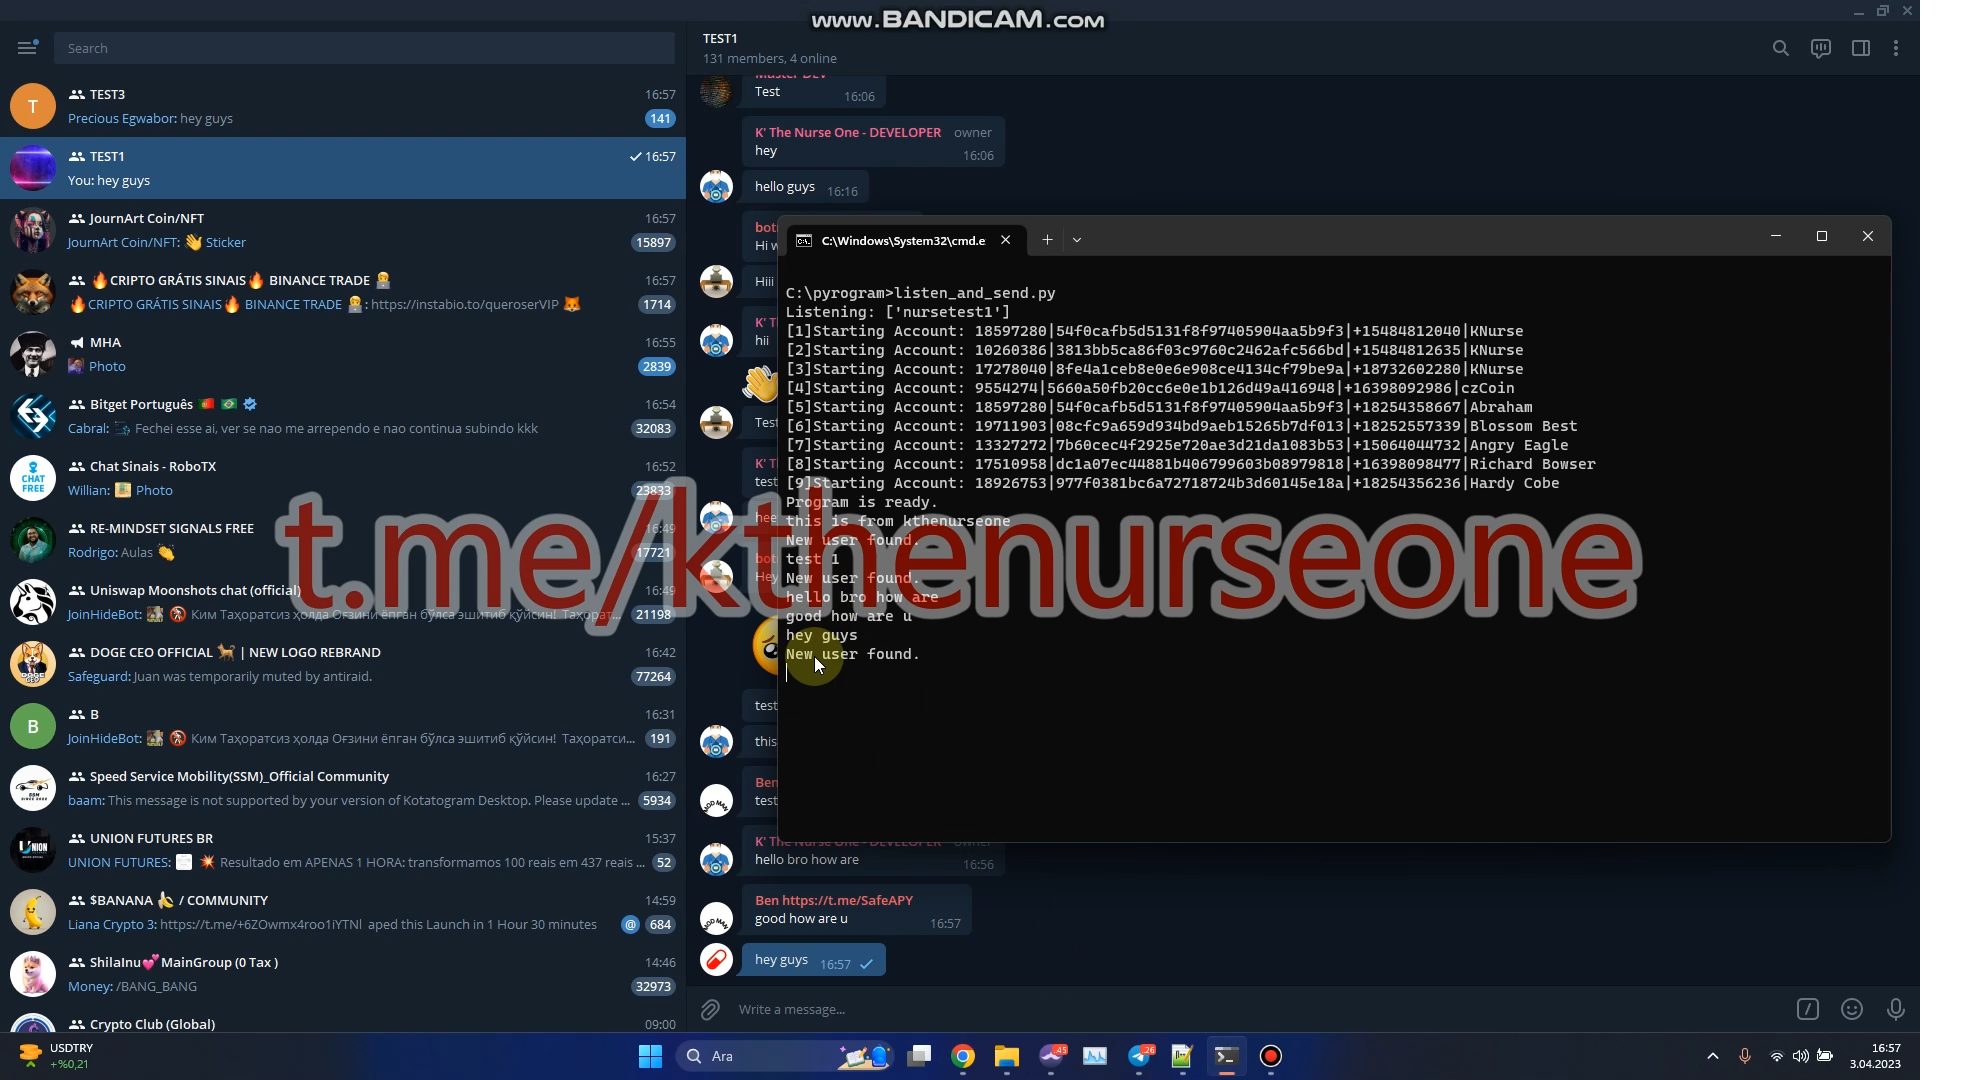 www.BANDICAM.com
Search
TEST3 16:57
Precious Egwabor: hey guys 141
TEST1 16:57
You: hey guys
JournArt Coin/NFT 16:57
JournArt Coin/NFT: 👋 Sticker 15897
🔥CRIPTO GRÁTIS SINAIS🔥 BINANCE TRADE 16:57
🔥CRIPTO GRÁTIS SINAIS🔥 BINANCE TRADE : https://instabio.to/queroserVIP 🦊 1714
MHA 16:55
Photo 2839
Bitget Português 🇵🇹 🇧🇷 16:54
Cabral: Fechei esse ai, ver se nao me arrependo e nao continua subindo kkk 32083
CHAT FREE
Chat Sinais - RoboTX 16:52
Willian: Photo 23833
RE-MINDSET SIGNALS FREE 16:49
Rodrigo: Aulas 👏 17721
Uniswap Moonshots chat (official) 16:49
JoinHideBot: Ким Таҳоратсиз ҳолда Оғзини ёпган бўлса эшитиб қўйсин! Таҳорат... 21198
DOGE CEO OFFICIAL 🐕 | NEW LOGO REBRAND 16:42
Safeguard: Juan was temporarily muted by antiraid. 77264
B 16:31
JoinHideBot: Ким Таҳоратсиз ҳолда Оғзини ёпган бўлса эшитиб қўйсин! Таҳоратси... 191
Speed Service Mobility(SSM)_Official Community 16:27
baam: This message is not supported by your version of Kotatogram Desktop. Please update ... 5934
UNION FUTURES BR 15:37
UNION FUTURES: 💥 Resultado em APENAS 1 HORA: transformamos 100 reais em 437 reais ... 52
$BANANA 🍌 / COMMUNITY 14:59
Liana Crypto 3: https://t.me/+6ZOwmx4roo1iYTNl aped this Launch in 1 Hour 30 minutes @ 684
ShilaInu💕MainGroup (0 Tax ) 14:46
Money: /BANG_BANG 32973
Crypto Club (Global) 09:00
TEST1
131 members, 4 online
Master DEV
Test 16:06
K' The Nurse One - DEVELOPER owner
hey 16:06
hello guys 16:16
bot
Hi w
Hiii
K' T
hii
Test
K' T
test
hee
bot
Hey
test
this
Ben
test
K' The Nurse One - DEVELOPER owner
hello bro how are 16:56
Ben https://t.me/SafeAPY
good how are u 16:57
hey guys 16:57
Write a message...
C:\Windows\System32\cmd.e
C:\pyrogram>listen_and_send.py
Listening: ['nursetest1']
[1]Starting Account: 18597280|54f0cafb5d5131f8f97405904aa5b9f3|+15484812040|KNurse
[2]Starting Account: 10260386|3813bb5ca86f03c9760c2462afc566bd|+15484812635|KNurse
[3]Starting Account: 17278040|8fe4a1ceb8e0e6e908ce4134cf79be9a|+18732602280|KNurse
[4]Starting Account: 9554274|5660a50fb20cc6e0e1b126d49a416948|+16398092986|czCoin
[5]Starting Account: 18597280|54f0cafb5d5131f8f97405904aa5b9f3|+18254358667|Abraham
[6]Starting Account: 19711903|08cfc9a659d934bd9aeb15265b7df013|+18252557339|Blossom Best
[7]Starting Account: 13327272|7b60cec4f2925e720ae3d21da1083b53|+15064044732|Angry Eagle
[8]Starting Account: 17510958|dc1a07ec44881b406799603b08979818|+16398098477|Richard Bowser
[9]Starting Account: 18926753|977f0381bc6a72718724b3d60145e18a|+18254356236|Hardy Cobe
Program is ready.
this is from kthenurseone
New user found.
test 1
New user found.
hello bro how are
good how are u
hey guys
New user found.
t.me/kthenurseone
USDTRY
+%0,21
Ara
45
26
16:57
3.04.2023